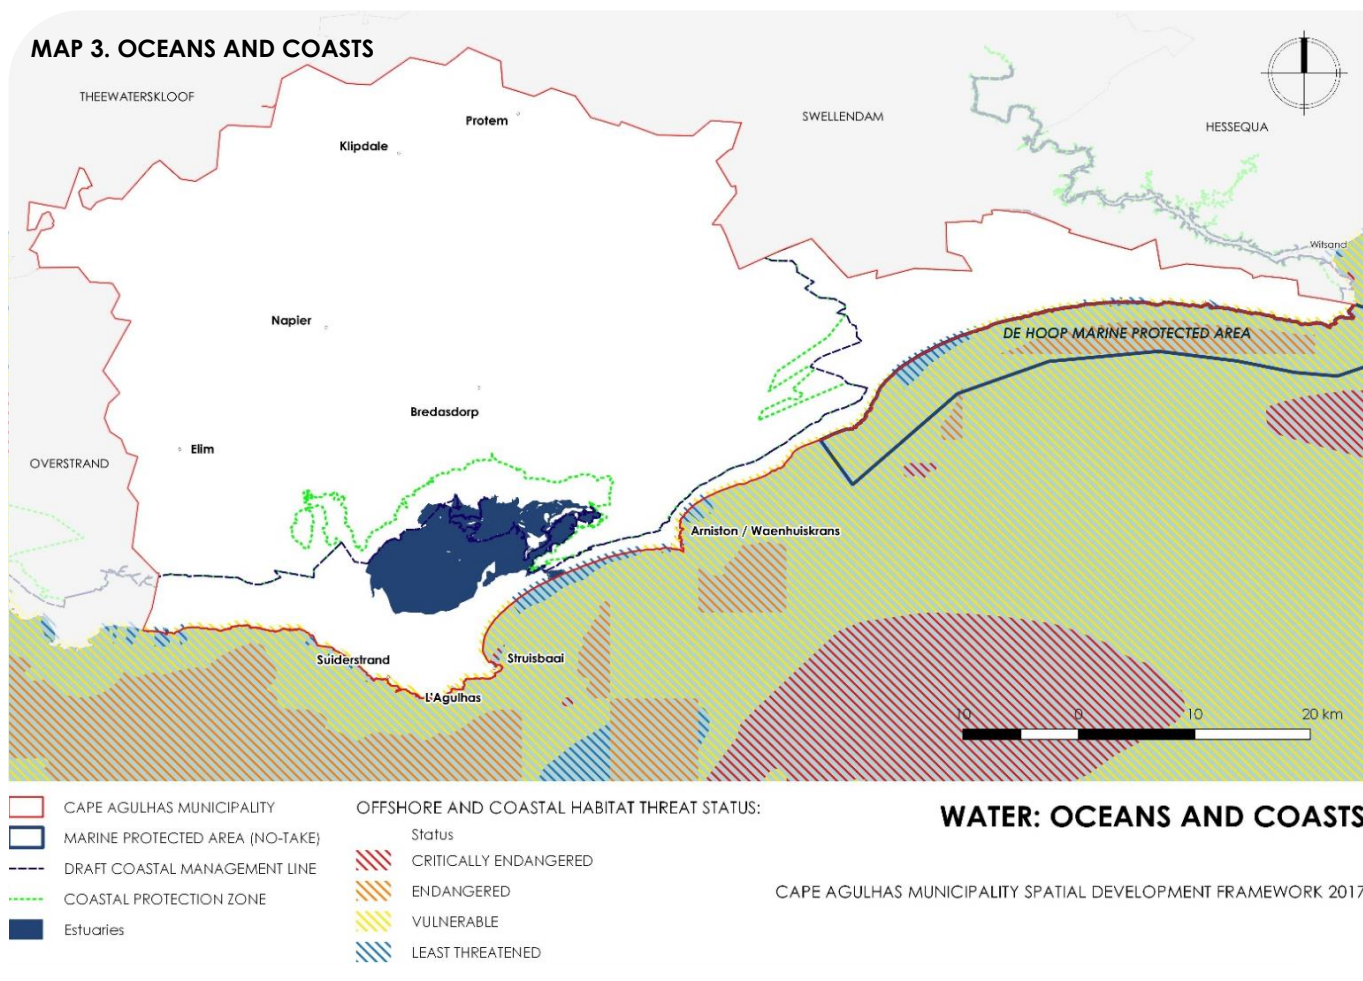 MAP 3. OCEANS AND COASTS
THEEWATERSKLOOF
Protem
SWELLENDAM
HESSEQUA
Klipdale
Witsand
Napier
DE HOOP MARINE PROTECTED AREA
Bredasdorp
Elim
OVERSTRAND
Arniston / Waenhuiskrans
Suiderstrand
Struisbaai
L'Agulhas
10 0 10 20 km
CAPE AGULHAS MUNICIPALITY
MARINE PROTECTED AREA (NO-TAKE)
DRAFT COASTAL MANAGEMENT LINE
COASTAL PROTECTION ZONE
Estuaries
OFFSHORE AND COASTAL HABITAT THREAT STATUS:
Status
CRITICALLY ENDANGERED
ENDANGERED
VULNERABLE
LEAST THREATENED
WATER: OCEANS AND COASTS
CAPE AGULHAS MUNICIPALITY SPATIAL DEVELOPMENT FRAMEWORK 2017